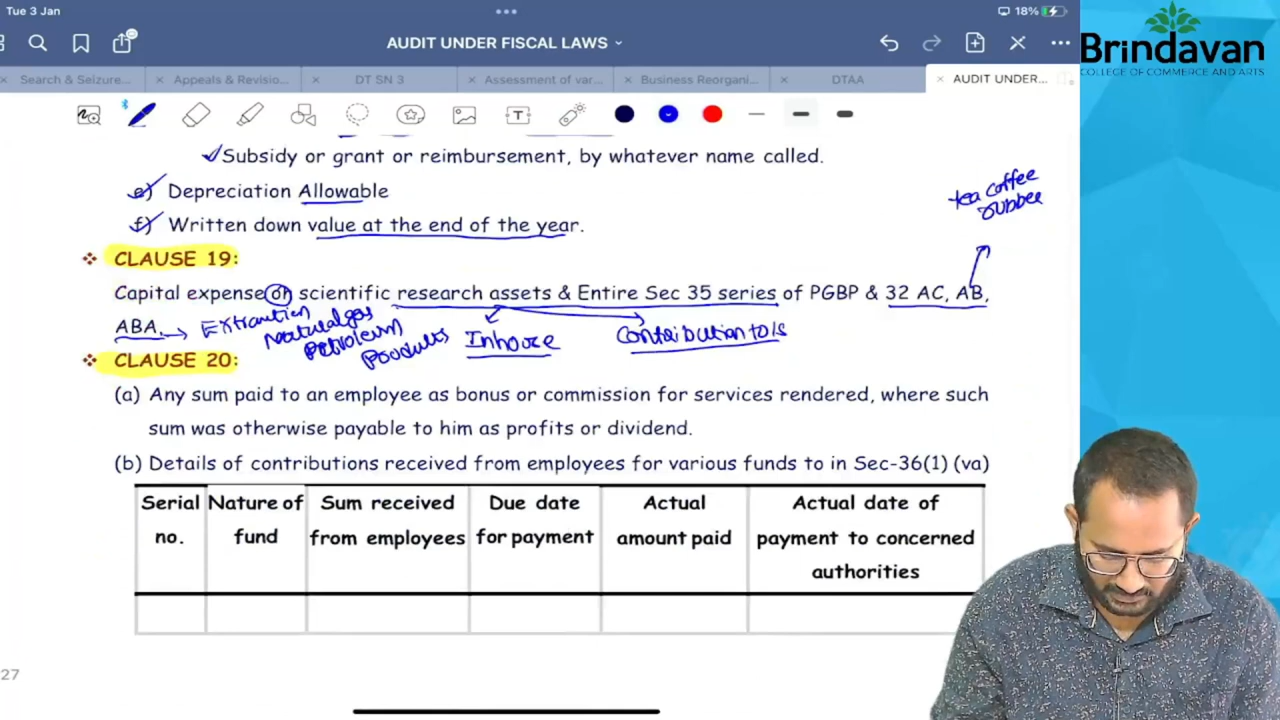 Tue 3 Jan
18%
AUDIT UNDER FISCAL LAWS
Search & Seizure...
Appeals & Revisio...
DT SN 3
Assessment of var...
Business Reorgani...
DTAA
AUDIT UNDER...
Brindavan
COLLEGE OF COMMERCE AND ARTS
Subsidy or grant or reimbursement, by whatever name called.
e) Depreciation Allowable
f) Written down value at the end of the year.
tea coffee
rubber
CLAUSE 19:
Capital expense on scientific research assets & Entire Sec 35 series of PGBP & 32 AC, AB,
ABA.
Extraction
Natural gas
Petroleum
Products
Inhouse
Contribution to
CLAUSE 20:
(a) Any sum paid to an employee as bonus or commission for services rendered, where such
sum was otherwise payable to him as profits or dividend.
(b) Details of contributions received from employees for various funds to in Sec-36(1) (va)
Serial no.
Nature of fund
Sum received from employees
Due date for payment
Actual amount paid
Actual date of payment to concerned authorities
27